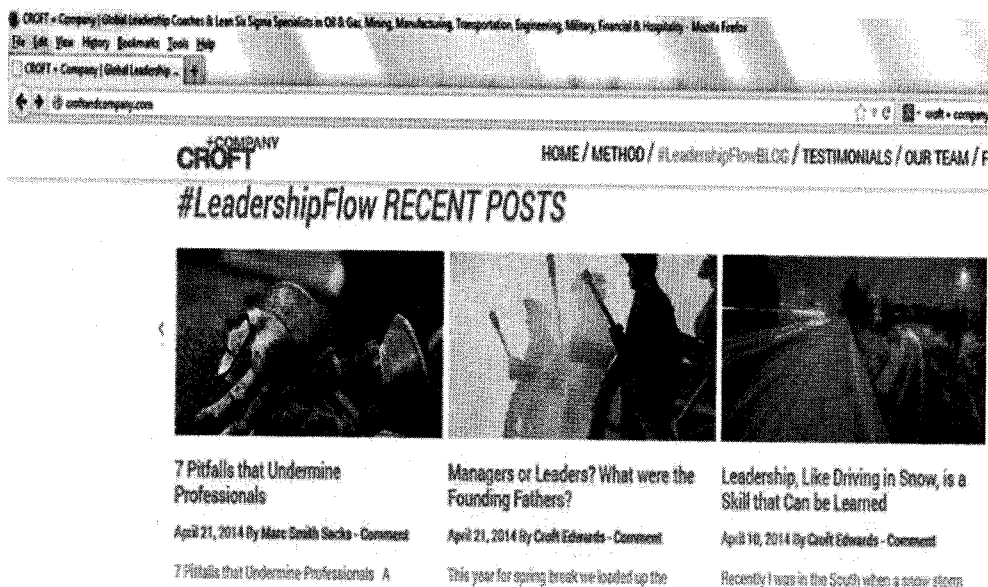 CROFT + Company | Global Leadership Coaches & Lean Six Sigma Specialists in Oil & Gas, Mining, Manufacturing, Transportation, Engineering, Military, Financial & Hospitality - Mozilla Firefox
File Edit View History Bookmarks Tools Help
CROFT + Company | Global Leadership ... +
croftandcompany.com
croft + company
+COMPANY
CROFT
HOME / METHOD / #LeadershipFlowBLOG / TESTIMONIALS / OUR TEAM / F
#LeadershipFlow RECENT POSTS
7 Pitfalls that Undermine
Professionals
April 21, 2014 By Marc Smith Sacks - Comment
7 Pitfalls that Undermine Professionals A
Managers or Leaders? What were the
Founding Fathers?
April 21, 2014 By Croft Edwards - Comment
This year for spring break we loaded up the
Leadership, Like Driving in Snow, is a
Skill that Can be Learned
April 10, 2014 By Croft Edwards - Comment
Recently I was in the South when a snow storm